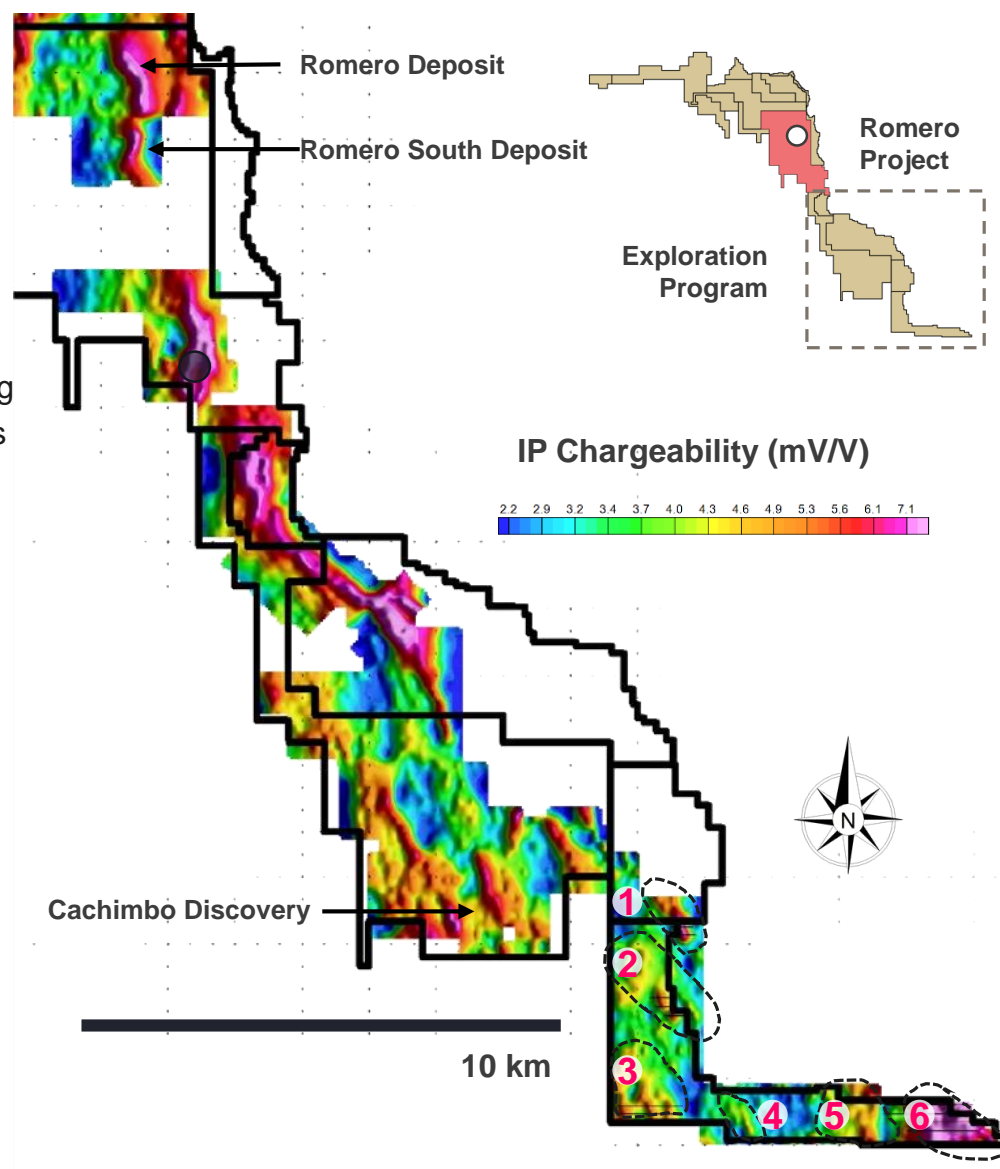 Romero Deposit
Romero South Deposit
Romero
Project
Exploration
Program
g
s
IP Chargeability (mV/V)
2.2 2.9 3.2 3.4 3.7 4.0 4.3 4.6 4.9 5.3 5.6 6.1 7.1
N
Cachimbo Discovery
1
2
3
4
5
6
10 km